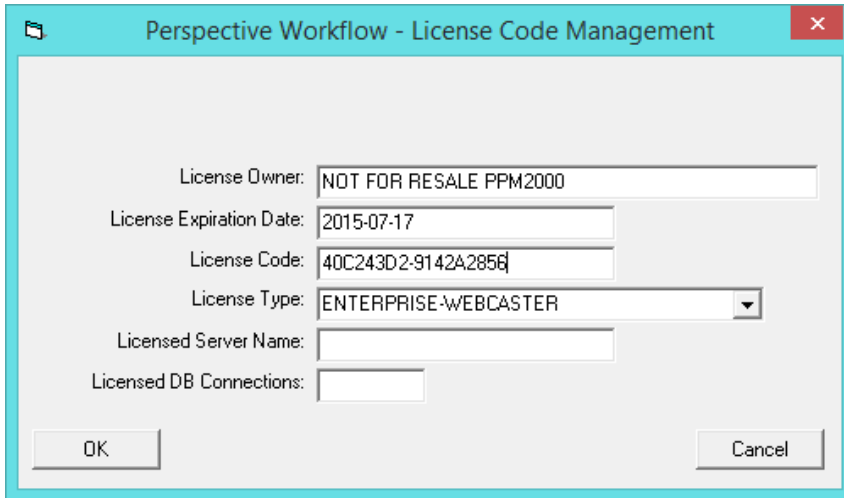 Perspective Workflow - License Code Management
License Owner: NOT FOR RESALE PPM2000
License Expiration Date: 2015-07-17
License Code: 40C243D2-9142A2856
License Type: ENTERPRISE-WEBCASTER
Licensed Server Name:
Licensed DB Connections:
OK Cancel